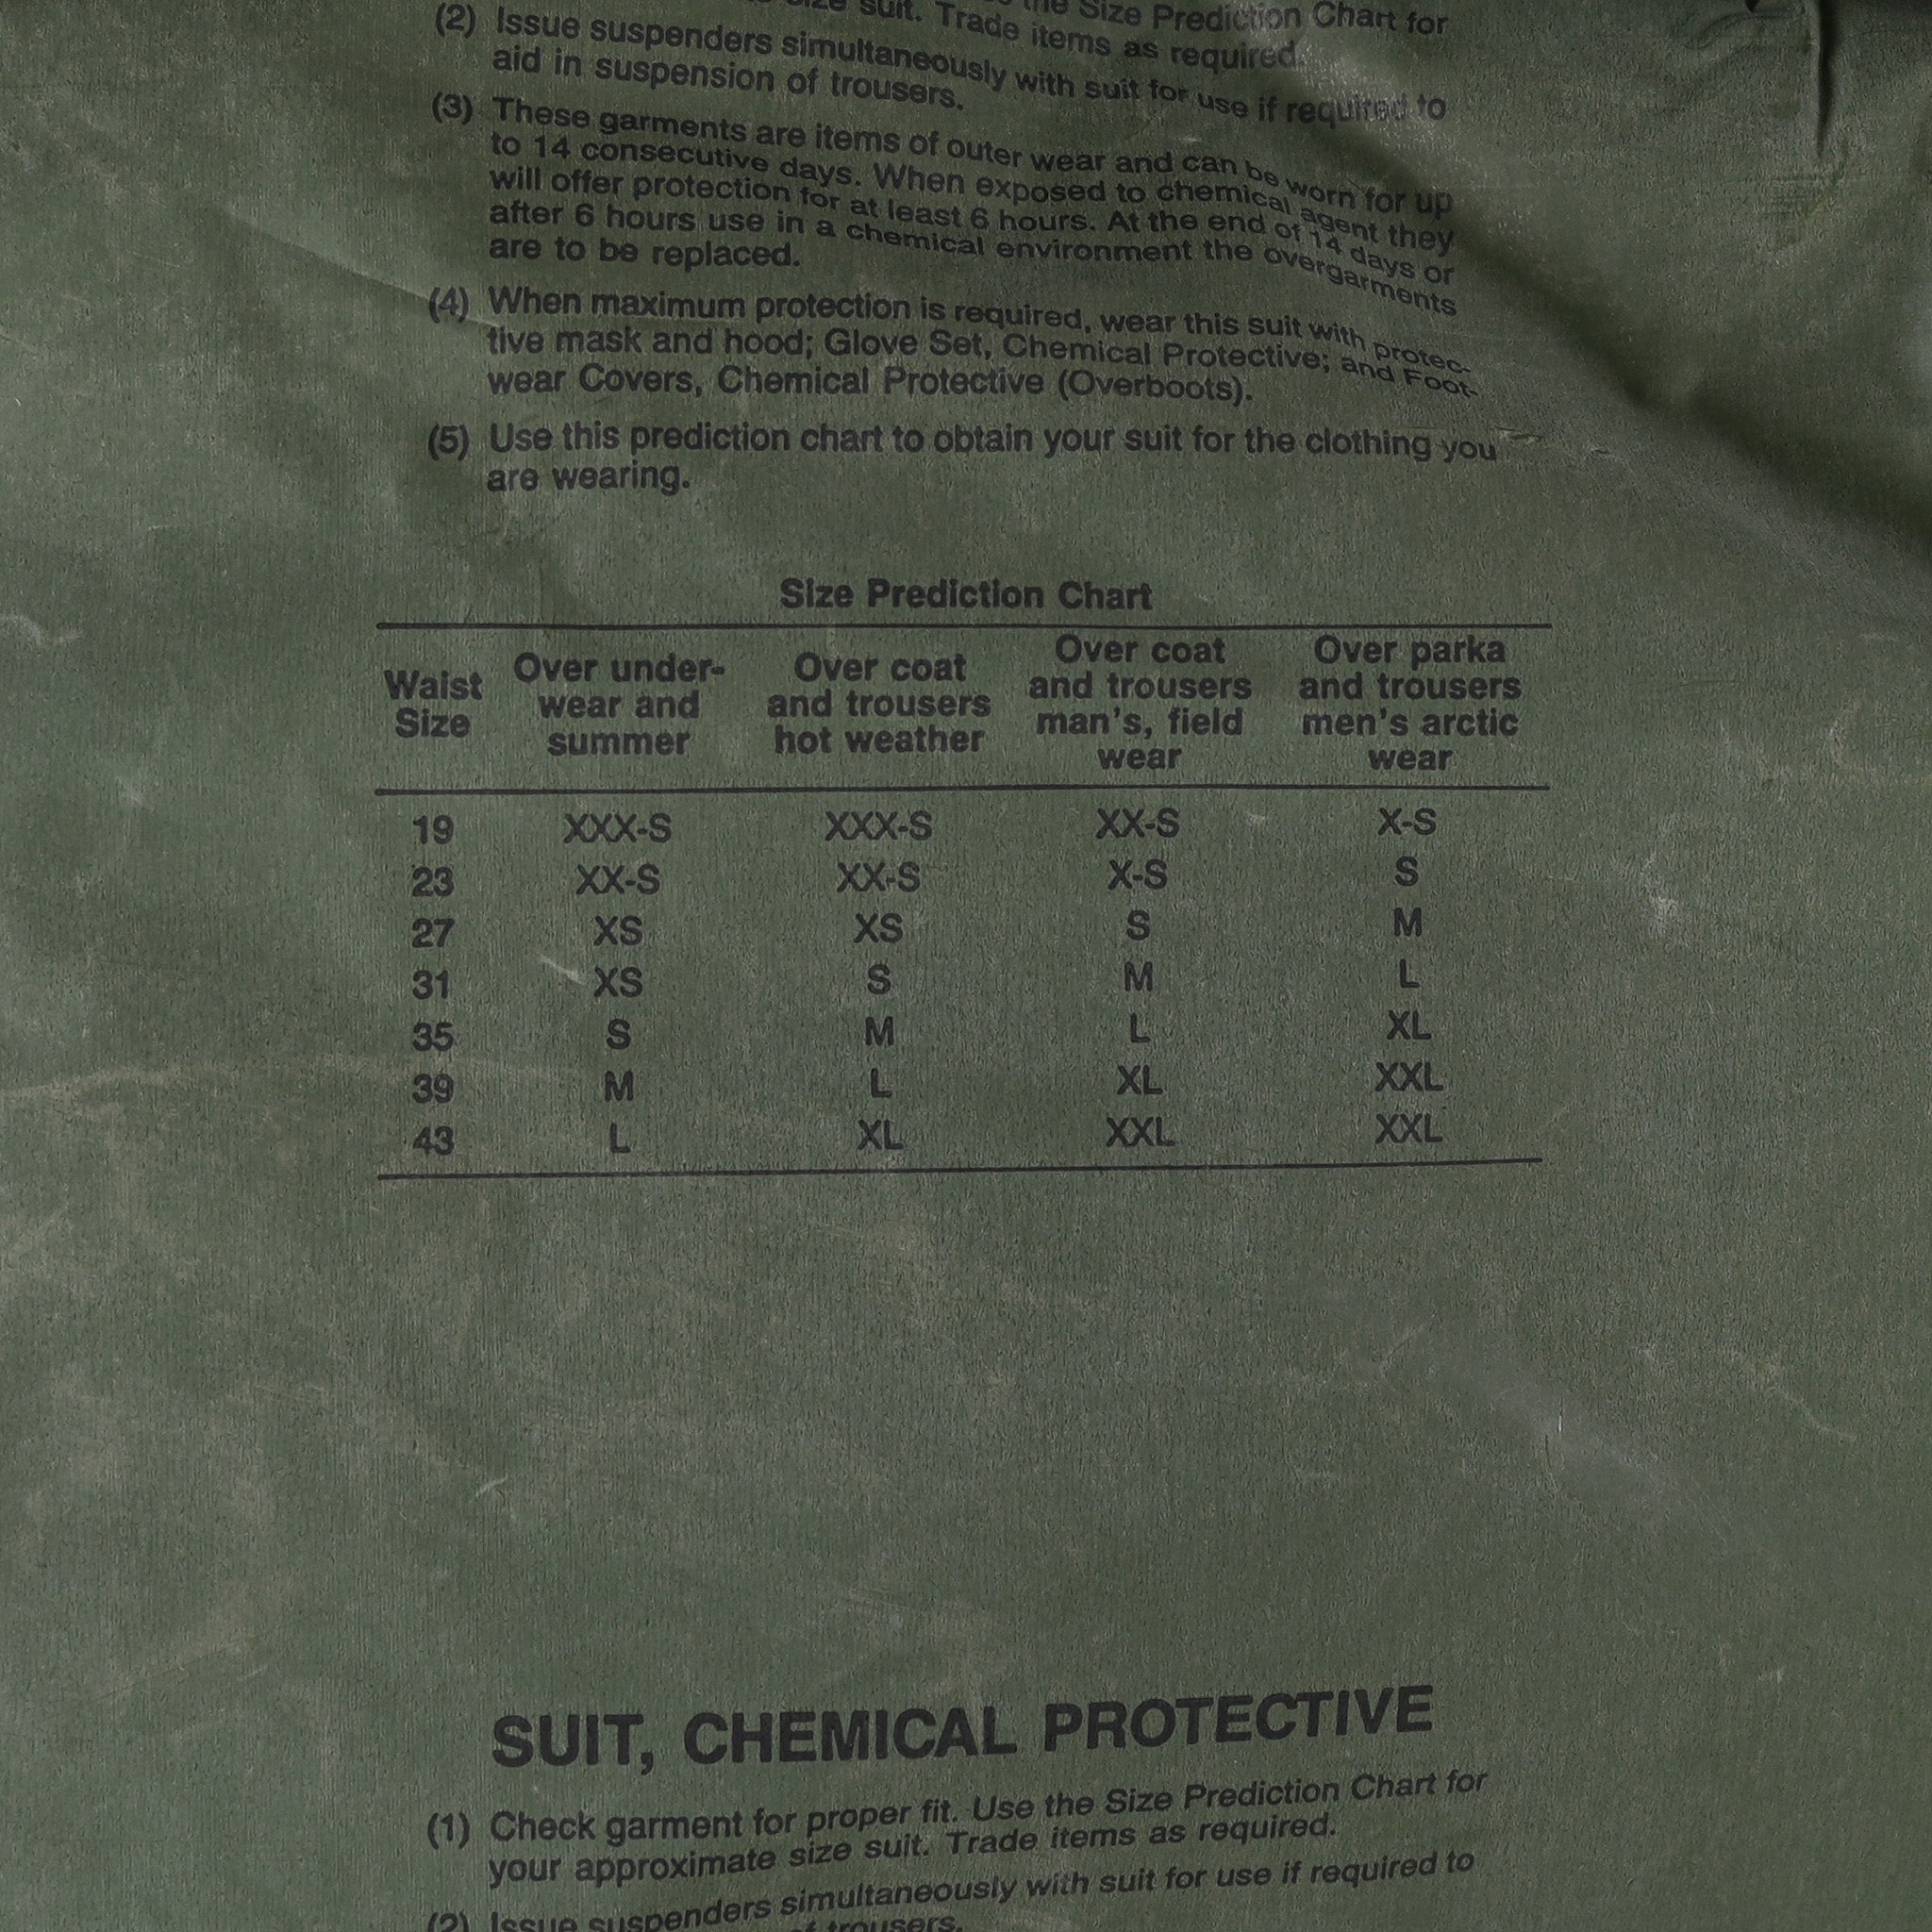 size suit. Trade items as required.
the Size Prediction Chart for
(2) Issue suspenders simultaneously with suit for use if required to
aid in suspension of trousers.
(3) These garments are items of outer wear and can be worn for up
to 14 consecutive days. When exposed to chemical agent they
will offer protection for at least 6 hours. At the end of 14 days or
after 6 hours use in a chemical environment the overgarments
are to be replaced.
(4) When maximum protection is required, wear this suit with protec-
tive mask and hood; Glove Set, Chemical Protective; and Foot-
wear Covers, Chemical Protective (Overboots).
(5) Use this prediction chart to obtain your suit for the clothing you
are wearing.
Size Prediction Chart
Waist Size
Over under-
wear and
summer
Over coat
and trousers
hot weather
Over coat
and trousers
man's, field
wear
Over parka
and trousers
men's arctic
wear
19 XXX-S XXX-S XX-S X-S
23 XX-S XX-S X-S S
27 XS XS S M
31 XS S M L
35 S M L XL
39 M L XL XXL
43 L XL XXL XXL
SUIT, CHEMICAL PROTECTIVE
(1) Check garment for proper fit. Use the Size Prediction Chart for
your approximate size suit. Trade items as required.
(2) Issue suspenders simultaneously with suit for use if required to
of trousers.